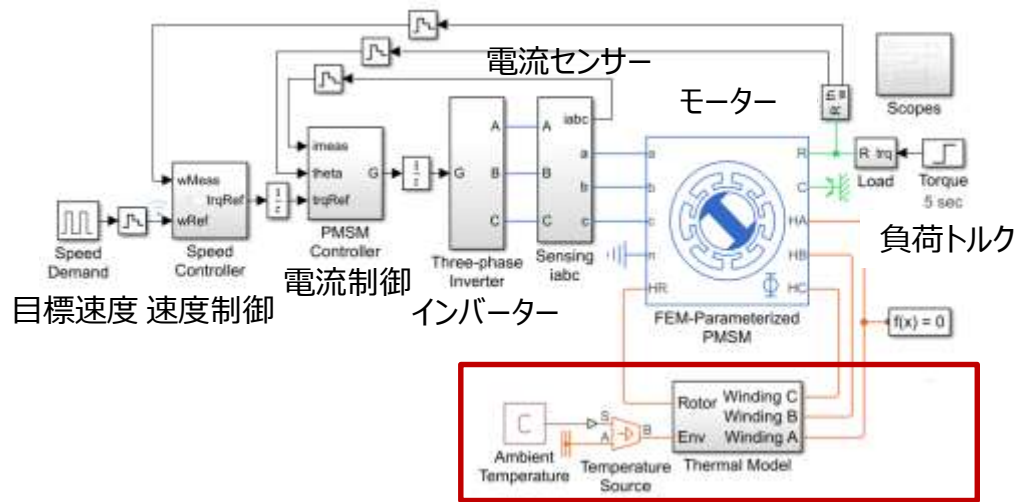 電流センサー
モーター
Scopes
iabc
A
A
imeas
a
a
R
R trq
theta
G
G
B
B
b
b
C
Load
Torque
5 sec
wMeas
trqRef
trqRef
wRef
C
C
c
c
HA
n
HB
HR
HC
Speed
Demand
Speed
Controller
PMSM
Controller
Three-phase
Inverter
Sensing
iabc
負荷トルク
目標速度 速度制御
電流制御
インバーター
FEM-Parameterized
PMSM
f(x) = 0
C
S
A
B
Rotor
Env
Winding C
Winding B
Winding A
Ambient
Temperature
Temperature
Source
Thermal Model